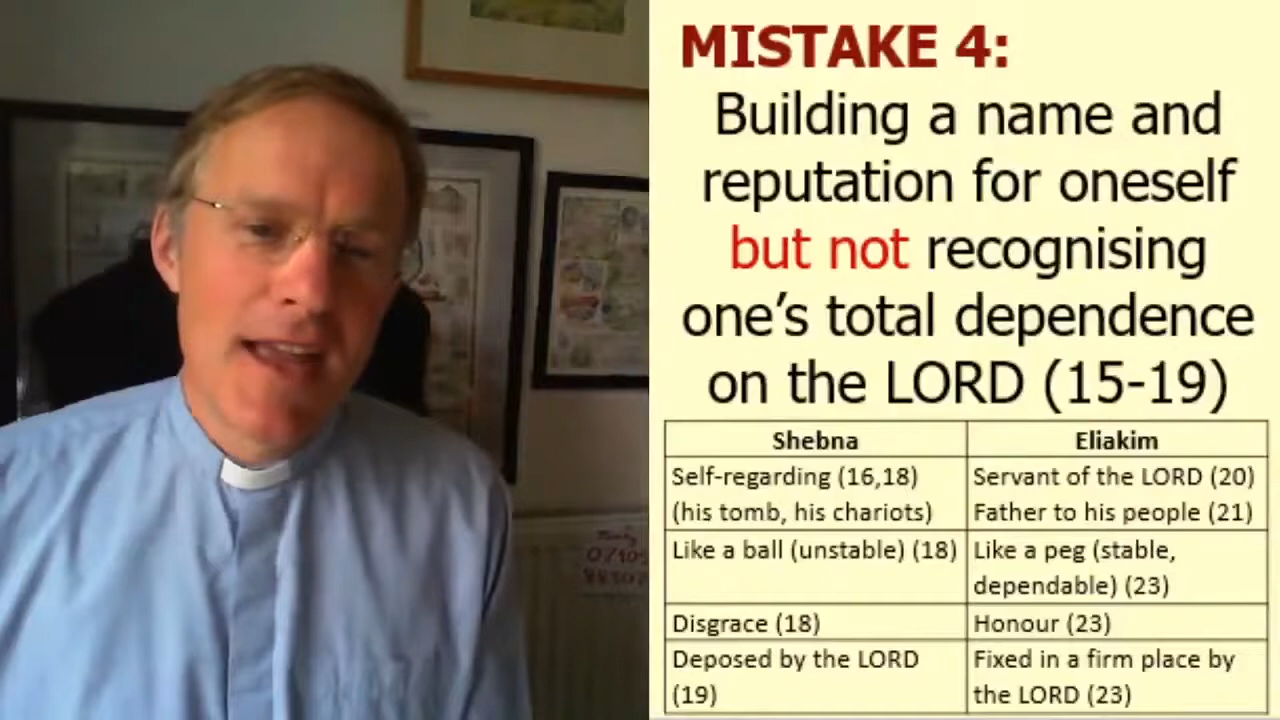 MISTAKE 4:
Building a name and
reputation for oneself
but not recognising
one's total dependence
on the LORD (15-19)
Shebna
Eliakim
Self-regarding (16,18)
(his tomb, his chariots)
Servant of the LORD (20)
Father to his people (21)
Like a ball (unstable) (18)
Like a peg (stable,
dependable) (23)
Disgrace (18)
Honour (23)
Deposed by the LORD
(19)
Fixed in a firm place by
the LORD (23)